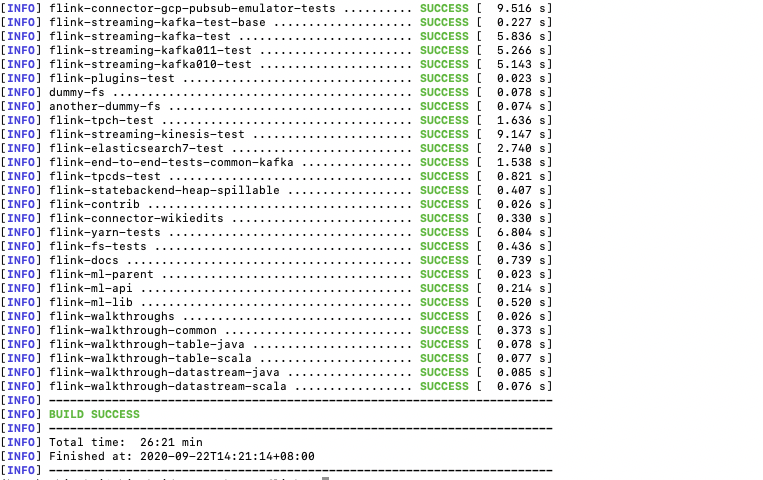 [INFO] flink-connector-gcp-pubsub-emulator-tests .......... SUCCESS [  9.516 s]
[INFO] flink-streaming-kafka-test-base .................... SUCCESS [  0.227 s]
[INFO] flink-streaming-kafka-test ......................... SUCCESS [  5.836 s]
[INFO] flink-streaming-kafka011-test ...................... SUCCESS [  5.266 s]
[INFO] flink-streaming-kafka010-test ...................... SUCCESS [  5.143 s]
[INFO] flink-plugins-test ................................. SUCCESS [  0.023 s]
[INFO] dummy-fs ........................................... SUCCESS [  0.078 s]
[INFO] another-dummy-fs ................................... SUCCESS [  0.074 s]
[INFO] flink-tpch-test .................................... SUCCESS [  1.636 s]
[INFO] flink-streaming-kinesis-test ....................... SUCCESS [  9.147 s]
[INFO] flink-elasticsearch7-test .......................... SUCCESS [  2.740 s]
[INFO] flink-end-to-end-tests-common-kafka ................ SUCCESS [  1.538 s]
[INFO] flink-tpcds-test ................................... SUCCESS [  0.821 s]
[INFO] flink-statebackend-heap-spillable .................. SUCCESS [  0.407 s]
[INFO] flink-contrib ...................................... SUCCESS [  0.026 s]
[INFO] flink-connector-wikiedits .......................... SUCCESS [  0.330 s]
[INFO] flink-yarn-tests ................................... SUCCESS [  6.804 s]
[INFO] flink-fs-tests ..................................... SUCCESS [  0.436 s]
[INFO] flink-docs ......................................... SUCCESS [  0.739 s]
[INFO] flink-ml-parent .................................... SUCCESS [  0.023 s]
[INFO] flink-ml-api ....................................... SUCCESS [  0.214 s]
[INFO] flink-ml-lib ....................................... SUCCESS [  0.520 s]
[INFO] flink-walkthroughs ................................. SUCCESS [  0.026 s]
[INFO] flink-walkthrough-common ........................... SUCCESS [  0.373 s]
[INFO] flink-walkthrough-table-java ....................... SUCCESS [  0.078 s]
[INFO] flink-walkthrough-table-scala ...................... SUCCESS [  0.077 s]
[INFO] flink-walkthrough-datastream-java .................. SUCCESS [  0.085 s]
[INFO] flink-walkthrough-datastream-scala ................. SUCCESS [  0.076 s]
[INFO] ------------------------------------------------------------------------
[INFO] BUILD SUCCESS
[INFO] ------------------------------------------------------------------------
[INFO] Total time:  26:21 min
[INFO] Finished at: 2020-09-22T14:21:14+08:00
[INFO] ------------------------------------------------------------------------